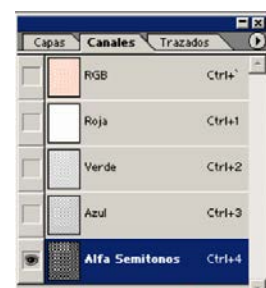 Capas Canales Trazados
RGB Ctrl+`
Roja Ctrl+1
Verde Ctrl+2
Azul Ctrl+3
Alfa Semitonos Ctrl+4